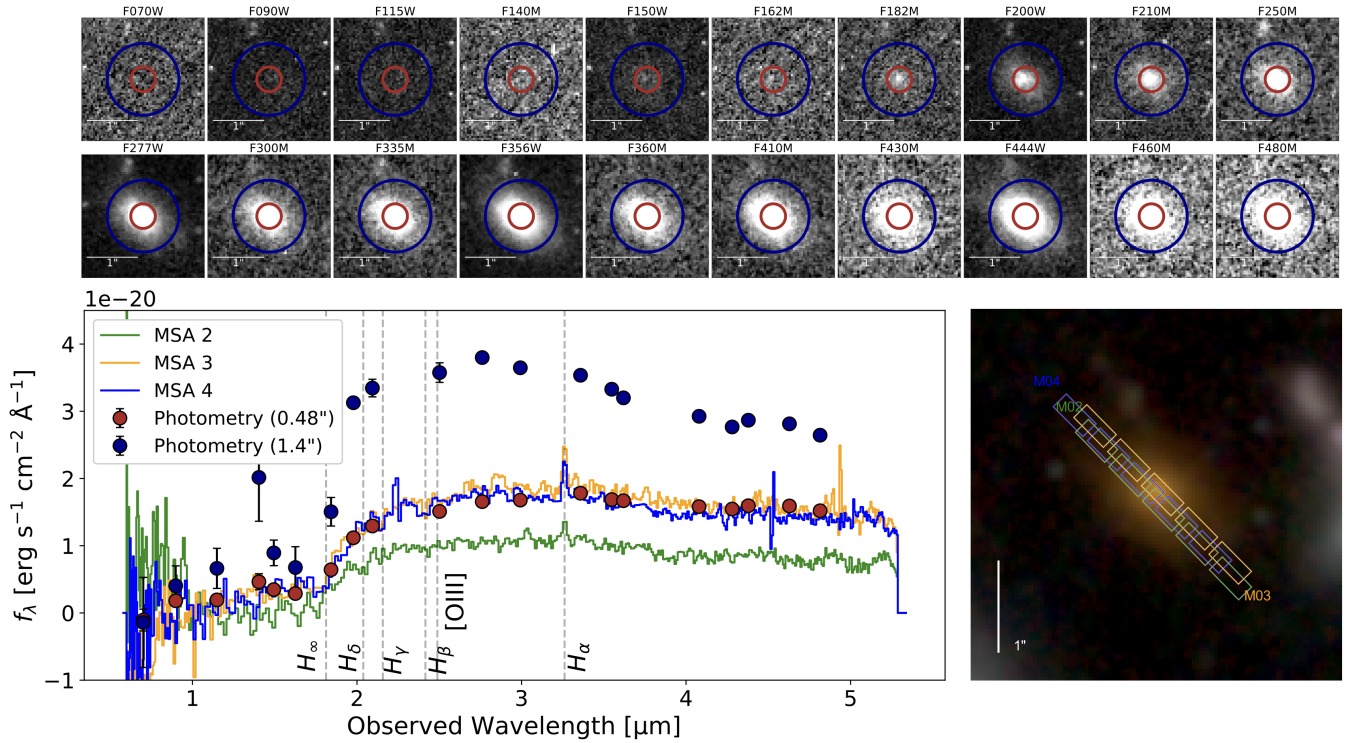 F070W F090W F115W F140M F150W F162M F182M F200W F210M F250M
1" 1" 1" 1" 1" 1" 1" 1" 1" 1"
F277W F300M F335M F356W F360M F410M F430M F444W F460M F480M
1" 1" 1" 1" 1" 1" 1" 1" 1" 1"
1e−20
MSA 2
MSA 3
MSA 4
Photometry (0.48")
Photometry (1.4")
4
3
2
1
0
−1
f_λ [erg s⁻¹ cm⁻² Å⁻¹]
H_∞
H_δ
H_γ
H_β
[OIII]
H_α
1 2 3 4 5
Observed Wavelength [μm]
M04
M02
M03
1"